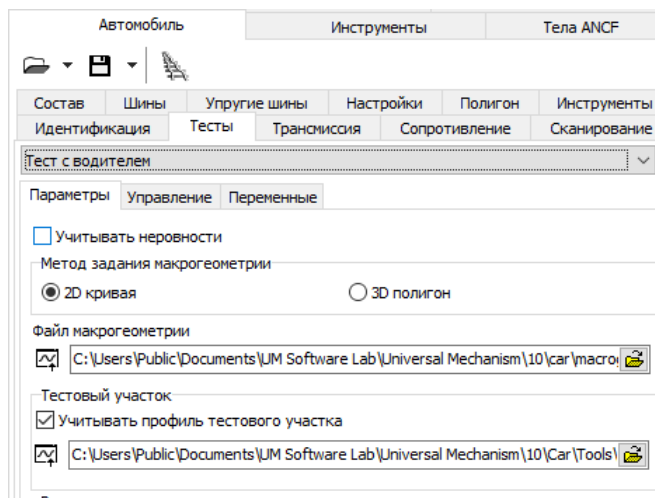 Автомобиль Инструменты Тела ANCF
Состав Шины Упругие шины Настройки Полигон Инструменты
Идентификация Тесты Трансмиссия Сопротивление Сканирование
Тест с водителем
Параметры Управление Переменные
Учитывать неровности
Метод задания макрогеометрии
2D кривая 3D полигон
Файл макрогеометрии
C:\Users\Public\Documents\UM Software Lab\Universal Mechanism\10\car\macro
Тестовый участок
Учитывать профиль тестового участка
C:\Users\Public\Documents\UM Software Lab\Universal Mechanism\10\Car\Tools\